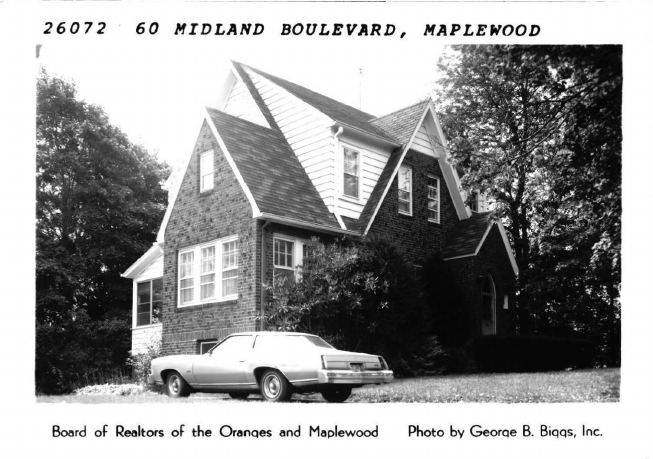 26072 60 MIDLAND BOULEVARD, MAPLEWOOD
Board of Realtors of the Oranges and Maplewood Photo by George B. Biggs, Inc.